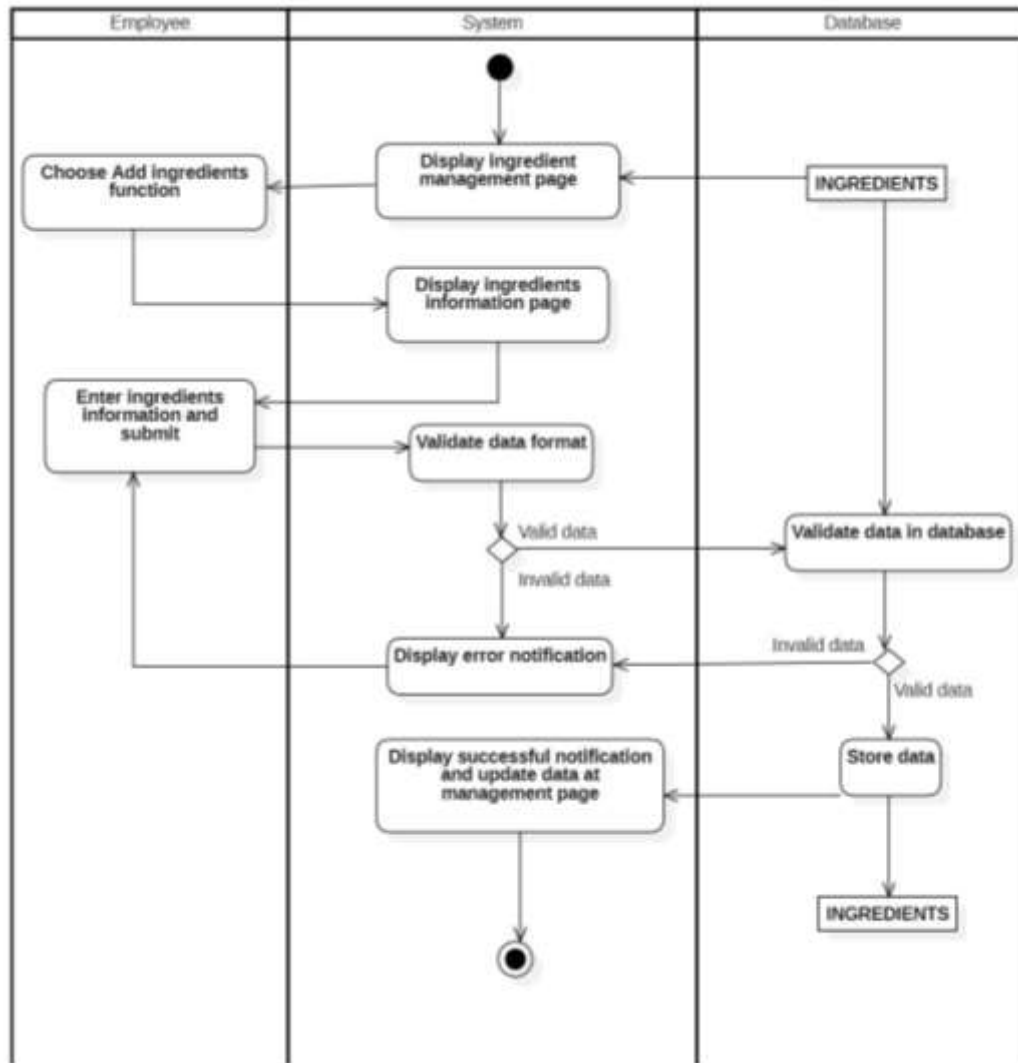 Employee
System
Database
Choose Add ingredients
function
Display ingredient
management page
INGREDIENTS
Display ingredients
information page
Enter ingredients
information and
submit
Validate data format
Valid data
Invalid data
Validate data in database
Display error notification
Invalid data
Valid data
Display successful notification
and update data at
management page
Store data
INGREDIENTS